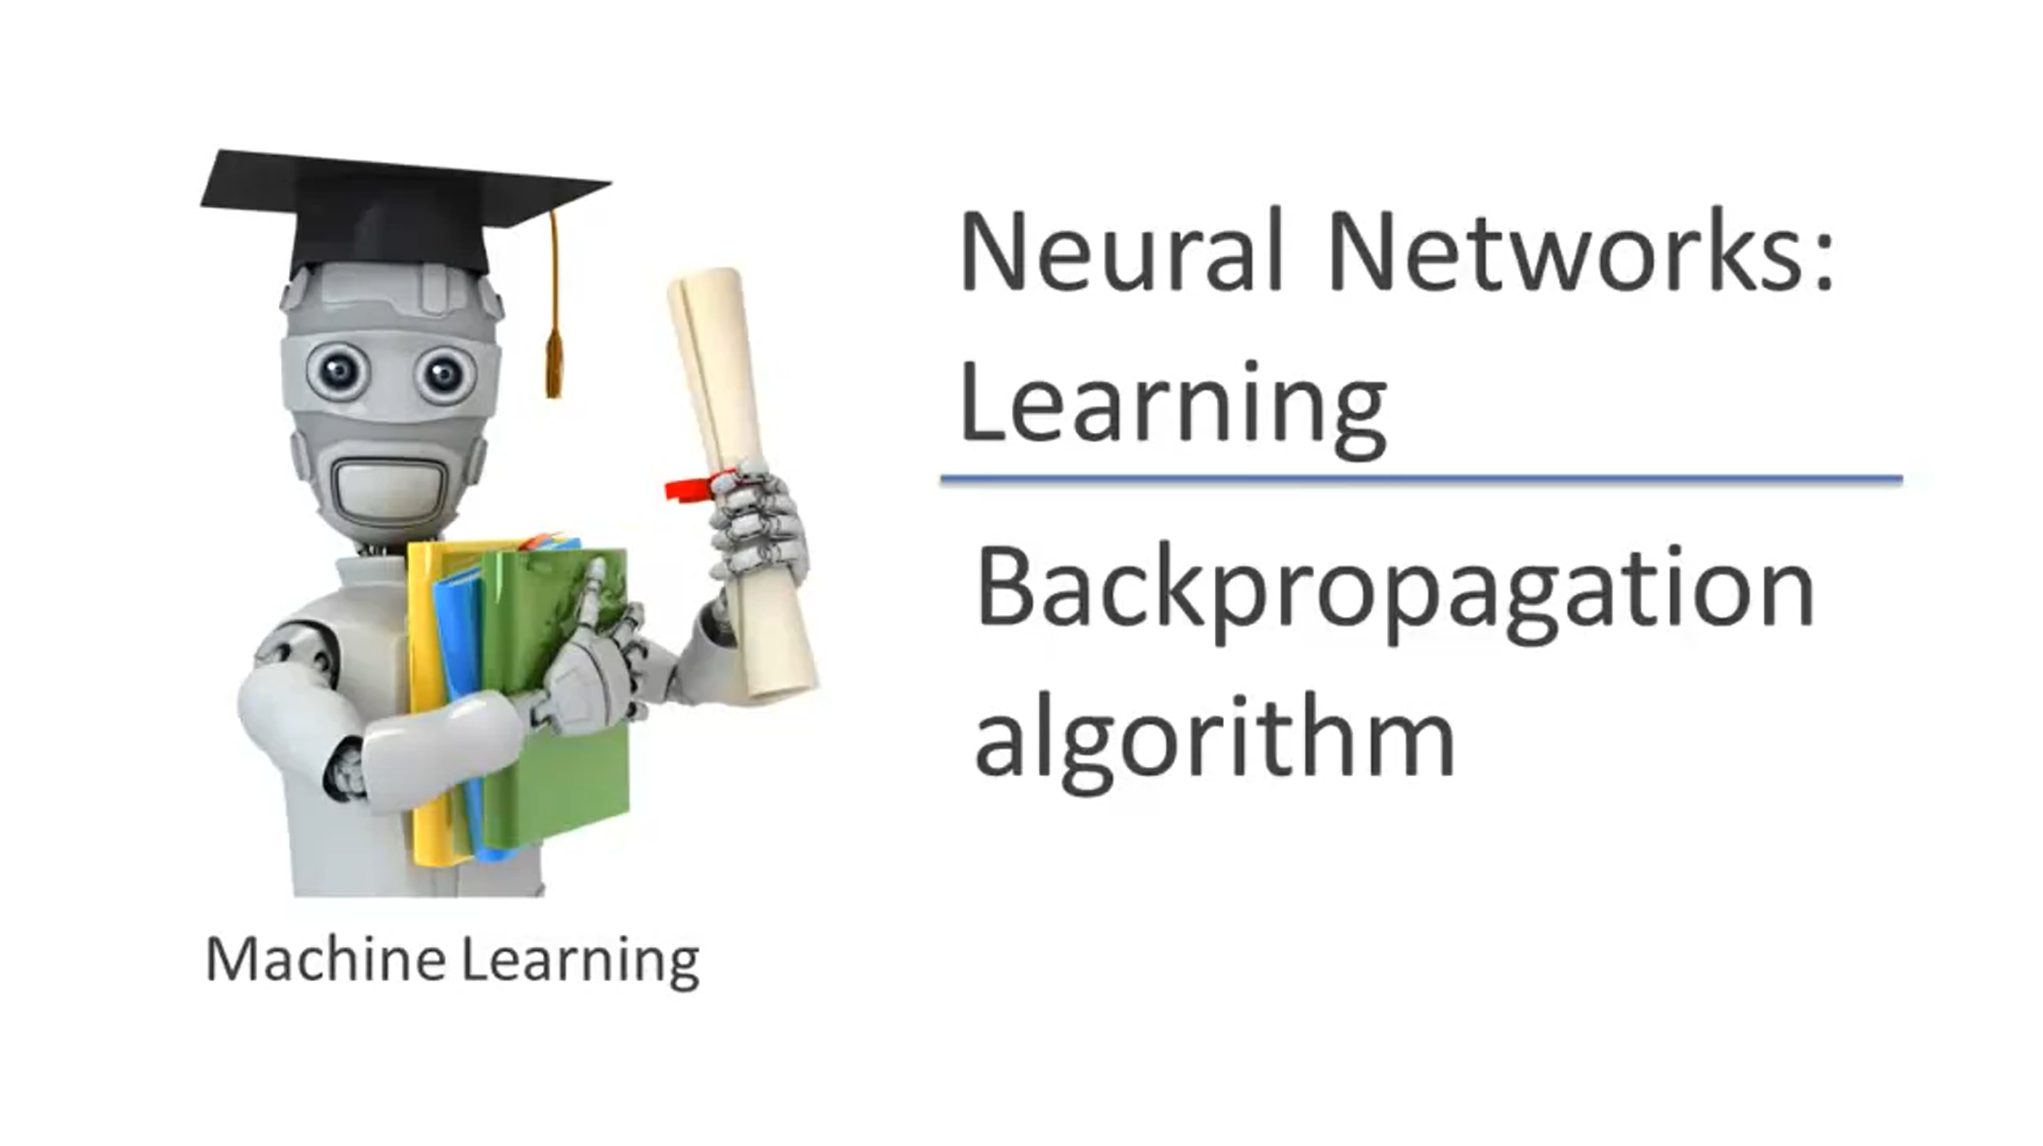 Neural Networks:
Learning
Backpropagation
algorithm
Machine Learning